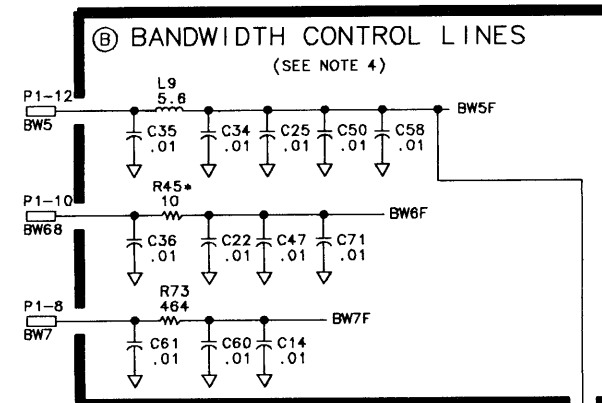 B BANDWIDTH CONTROL LINES
(SEE NOTE 4)
P1-12
BW5
L9
5.6
BW5F
C35
.01
C34
.01
C25
.01
C50
.01
C58
.01
P1-10
BW68
R45*
10
BW6F
C36
.01
C22
.01
C47
.01
C71
.01
P1-8
BW7
R73
464
BW7F
C61
.01
C60
.01
C14
.01